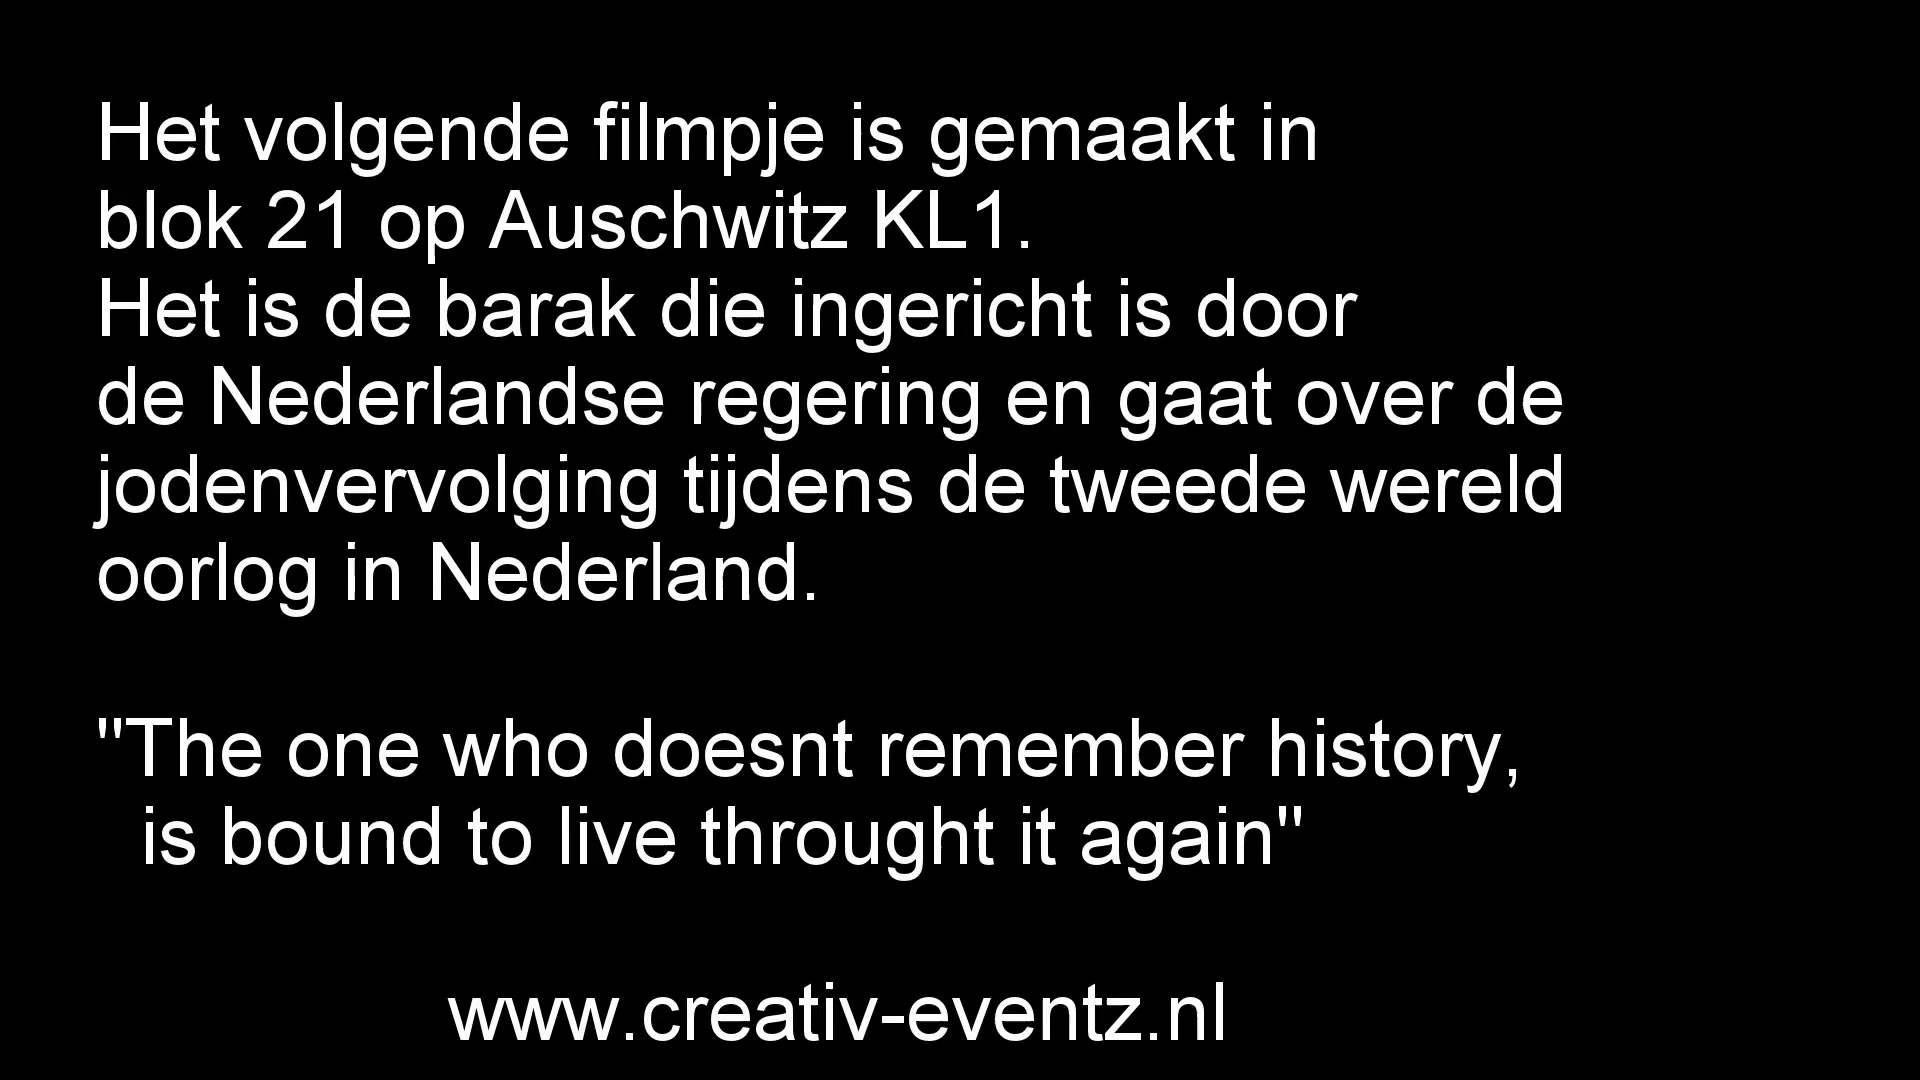 Het volgende filmpje is gemaakt in
blok 21 op Auschwitz KL1.
Het is de barak die ingericht is door
de Nederlandse regering en gaat over de
jodenvervolging tijdens de tweede wereld
oorlog in Nederland.
"The one who doesnt remember history,
is bound to live throught it again"
www.creativ-eventz.nl